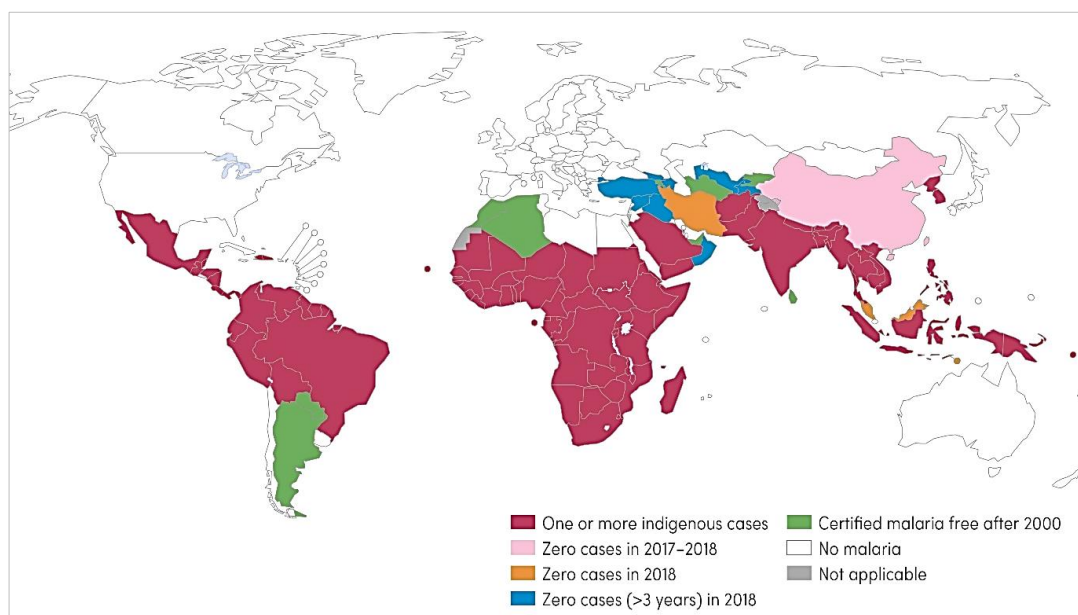 One or more indigenous cases
Zero cases in 2017–2018
Zero cases in 2018
Zero cases (>3 years) in 2018
Certified malaria free after 2000
No malaria
Not applicable